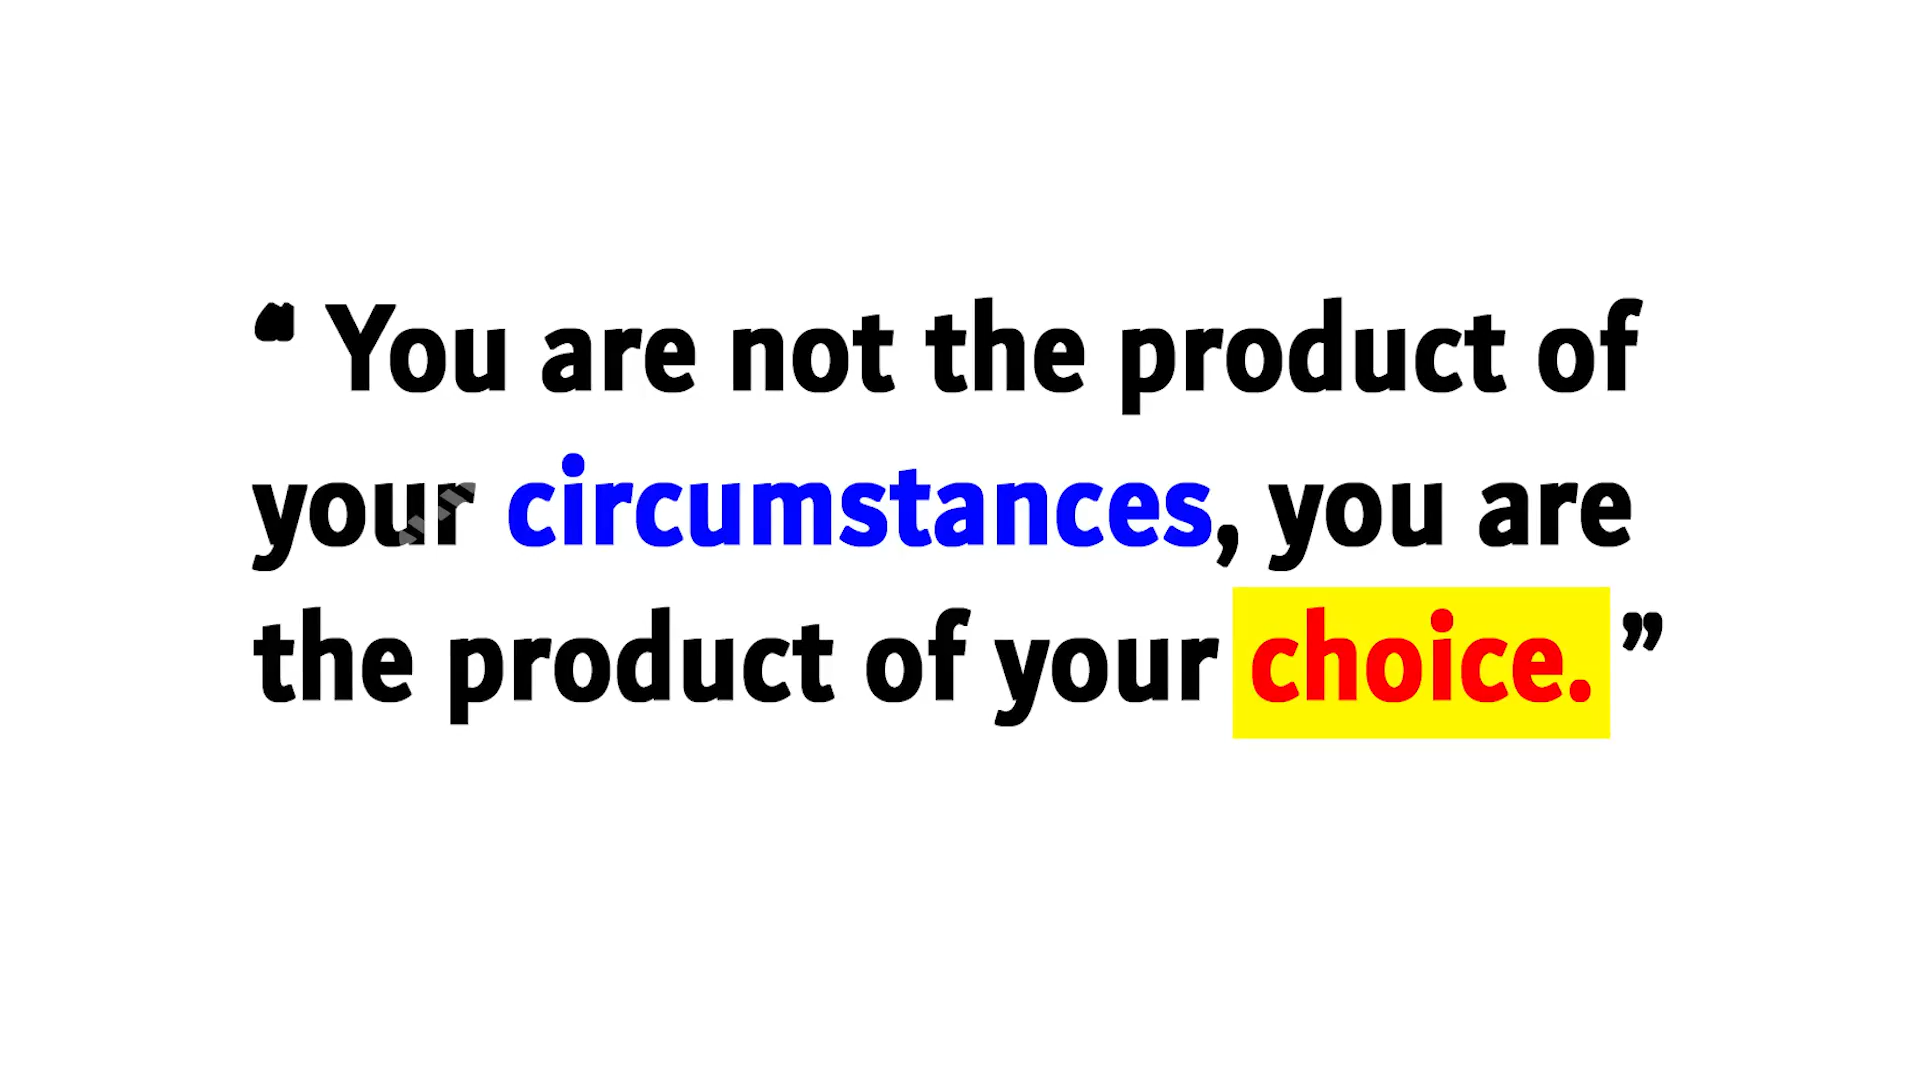 “ You are not the product of
your circumstances, you are
the product of your choice. ”